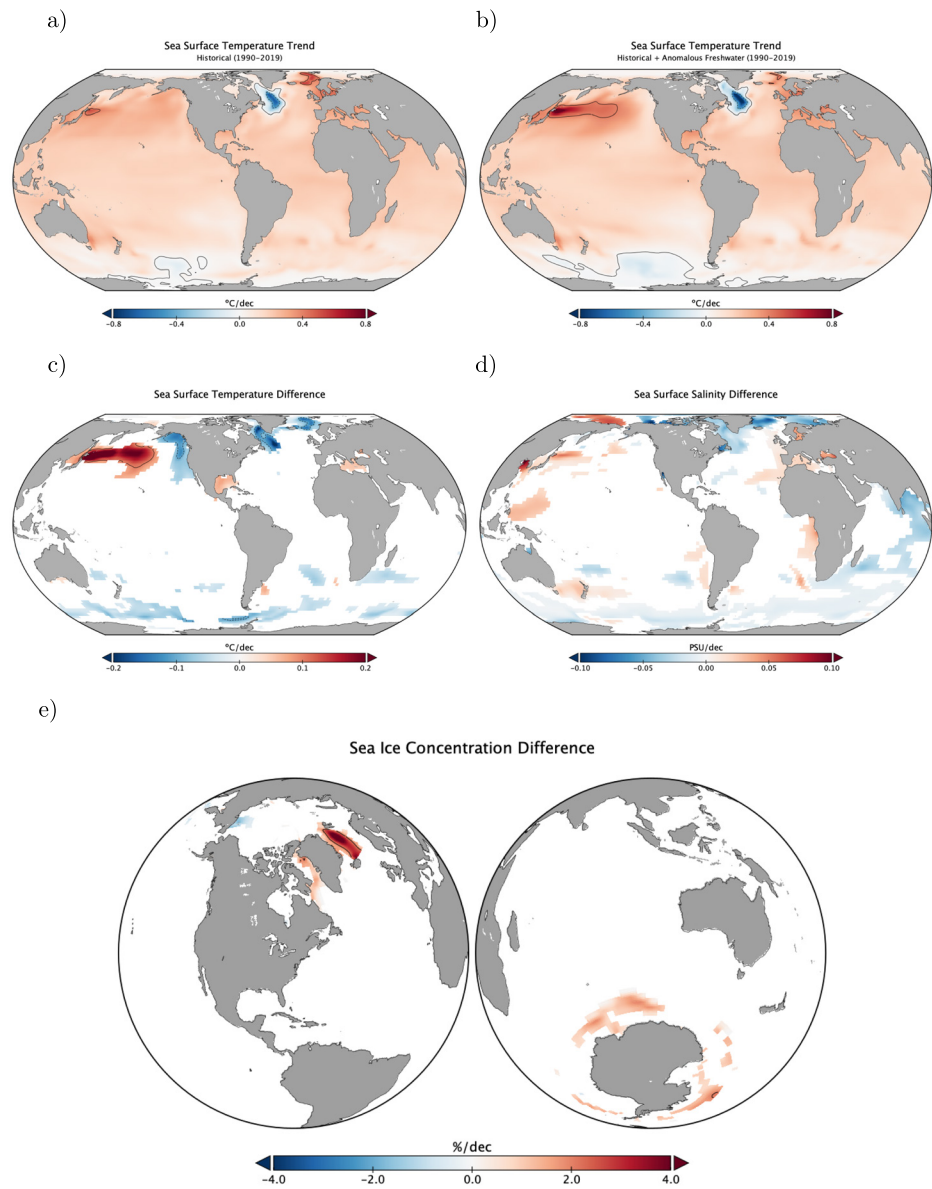 a)
Sea Surface Temperature Trend
Historical (1990-2019)
°C/dec
-0.8 -0.4 0.0 0.4 0.8
b)
Sea Surface Temperature Trend
Historical + Anomalous Freshwater (1990-2019)
°C/dec
-0.8 -0.4 0.0 0.4 0.8
c)
Sea Surface Temperature Difference
°C/dec
-0.2 -0.1 0.0 0.1 0.2
d)
Sea Surface Salinity Difference
PSU/dec
-0.10 -0.05 0.00 0.05 0.10
e)
Sea Ice Concentration Difference
%/dec
-4.0 -2.0 0.0 2.0 4.0